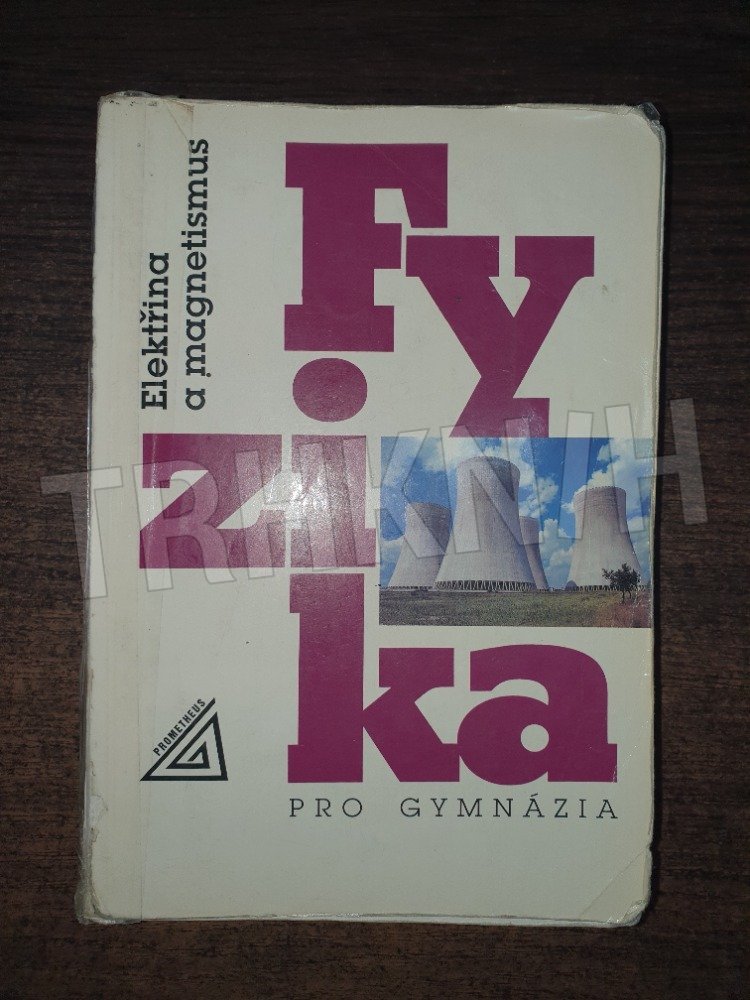 Elektřina
a magnetismus
Fy
zi
ka
PRO GYMNÁZIA
PROMETHEUS
TRHKNIH